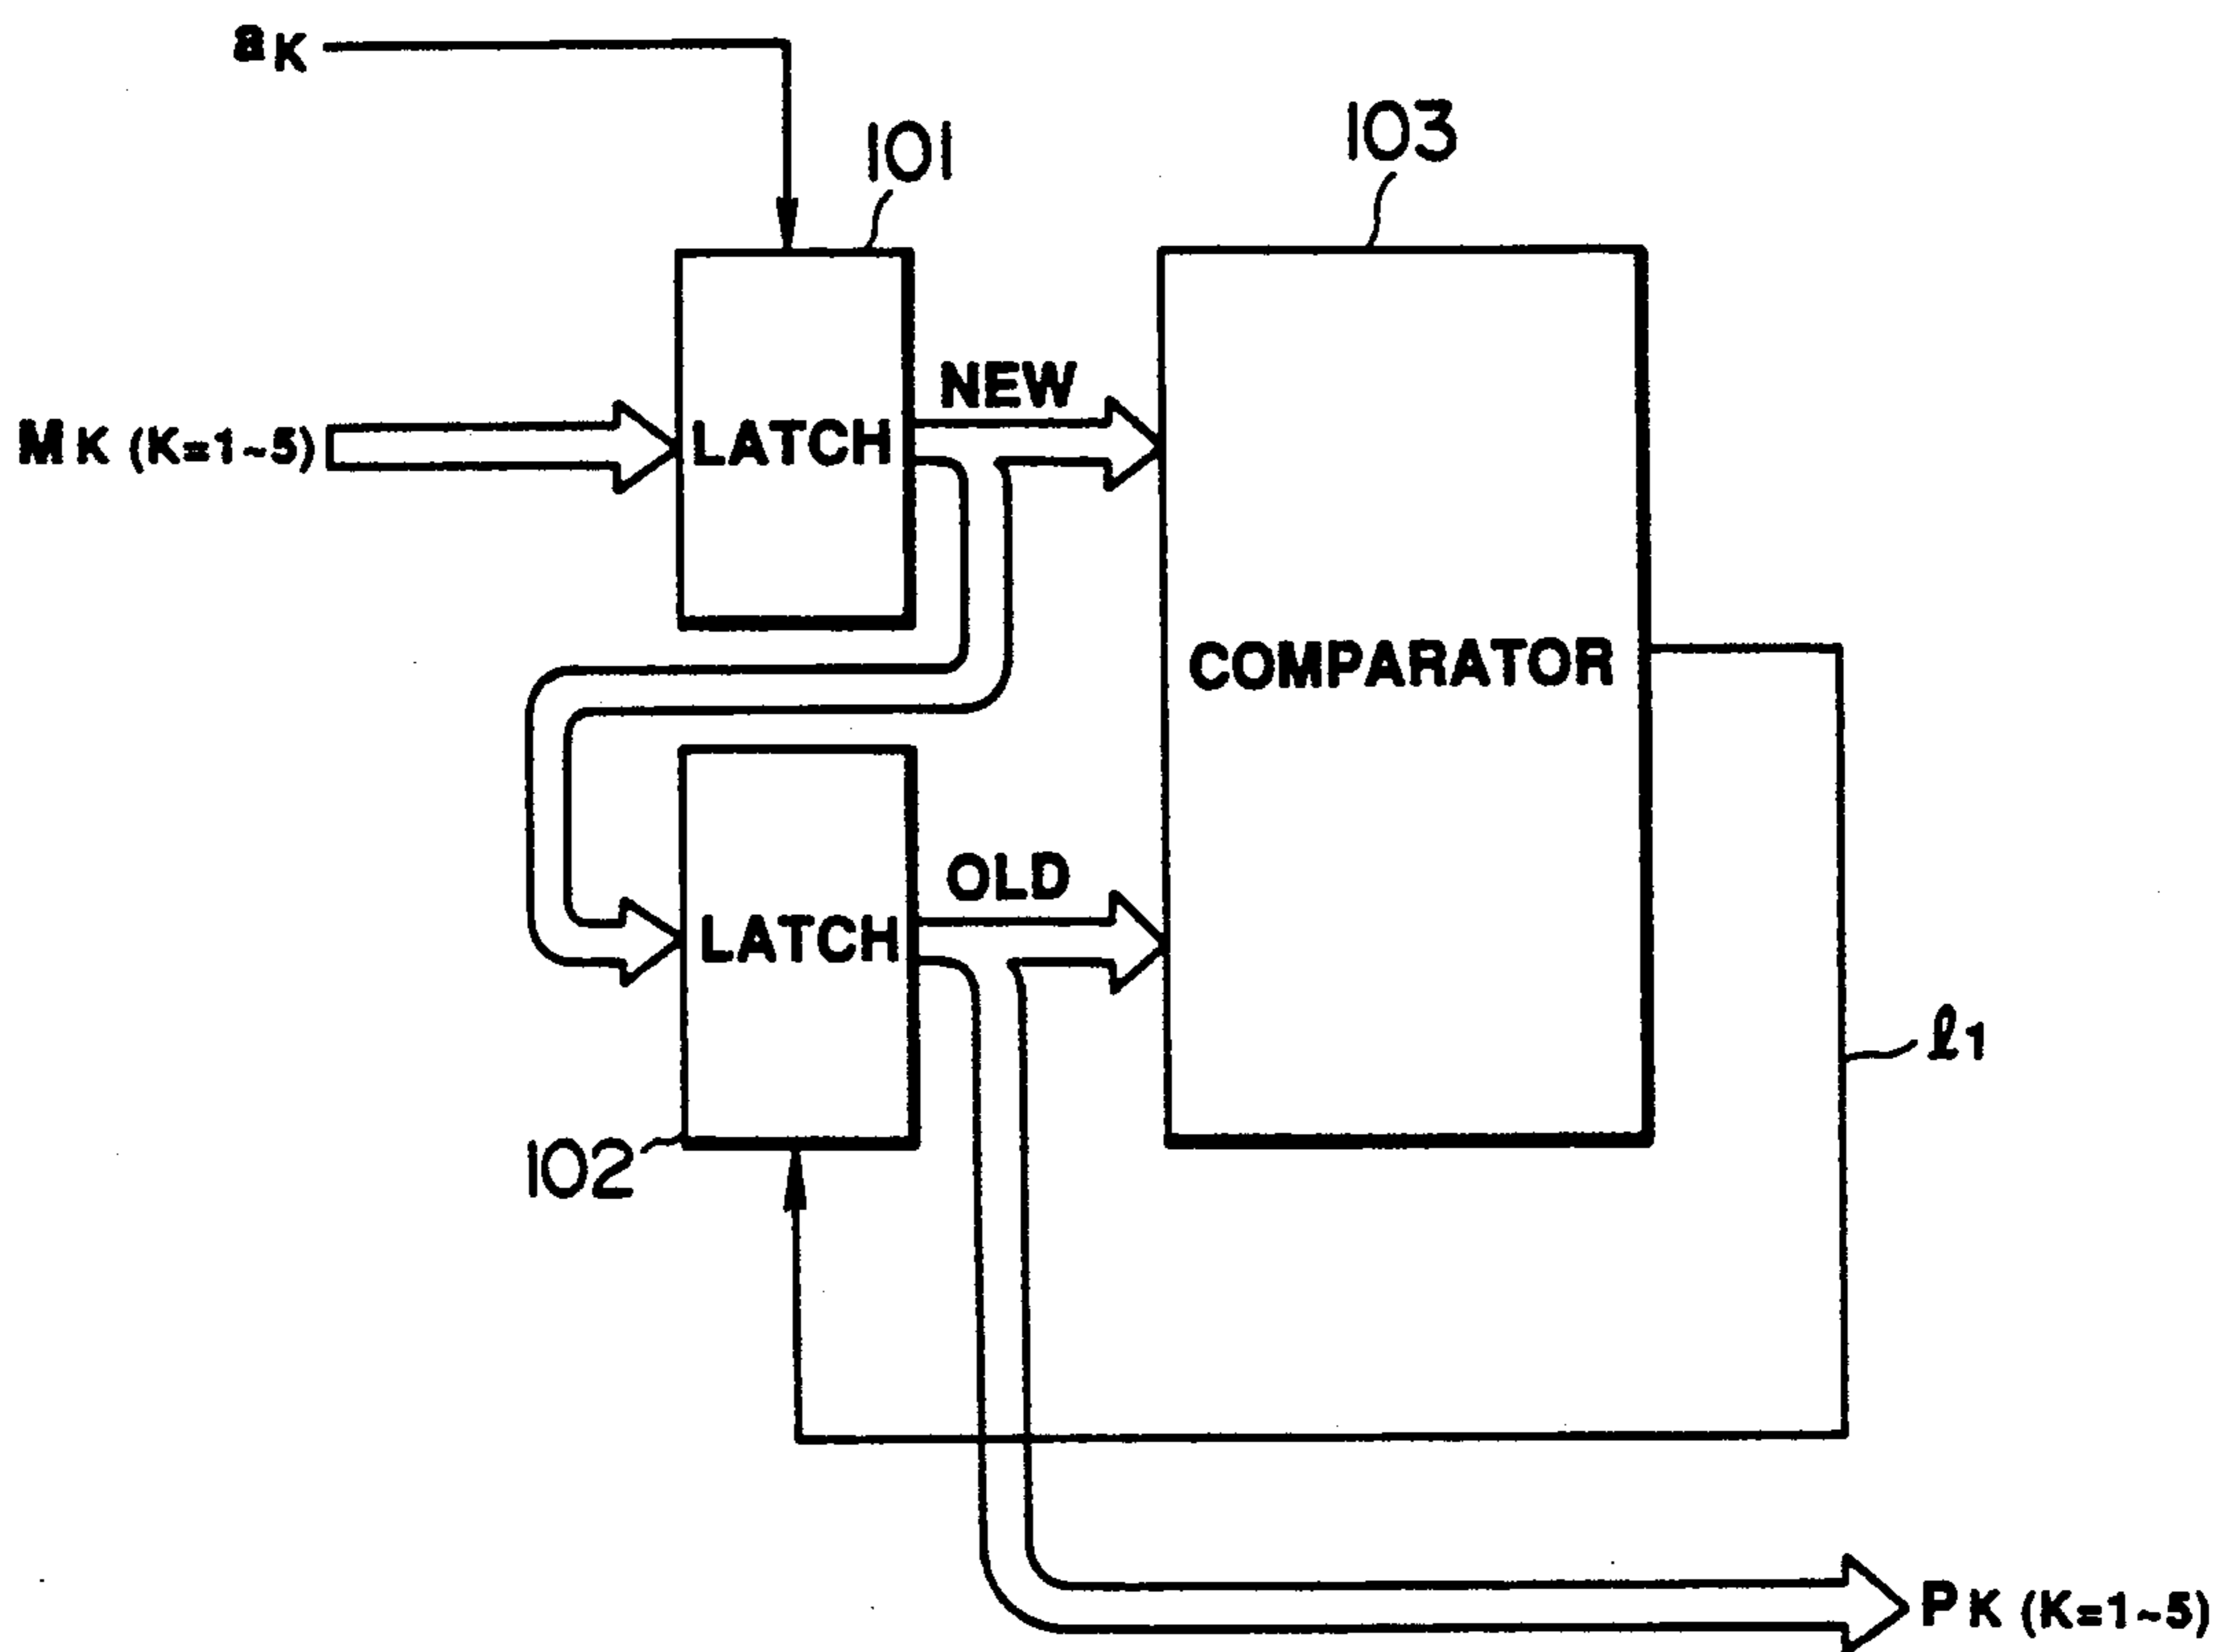 aK
101
103
NEW
MK (K=1~5)
LATCH
COMPARATOR
OLD
LATCH
ℓ1
102
PK (K=1~5)